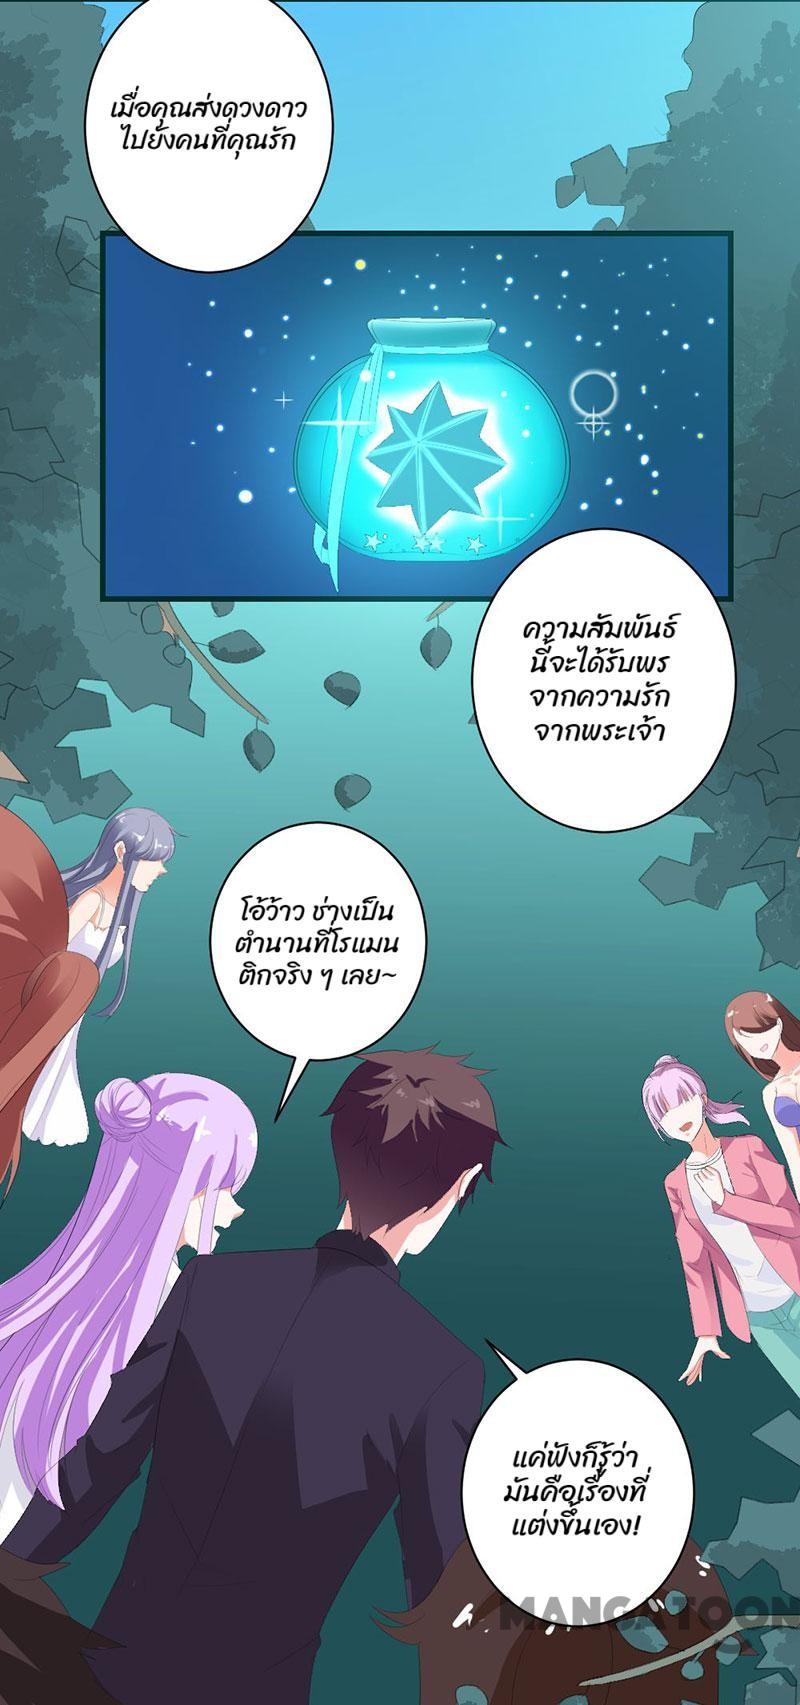 เมื่อคุณส่งดวงดาว
ไปยังคนที่คุณรัก
ความสัมพันธ์
นี้จะได้รับพร
จากความรัก
จากพระเจ้า
โอ้ว้าว ช่างเป็น
ตำนานที่โรแมน
ติกจริง ๆ เลย~
แค่ฟังก็รู้ว่า
มันคือเรื่องที่
แต่งขึ้นเอง!
MANGATOON